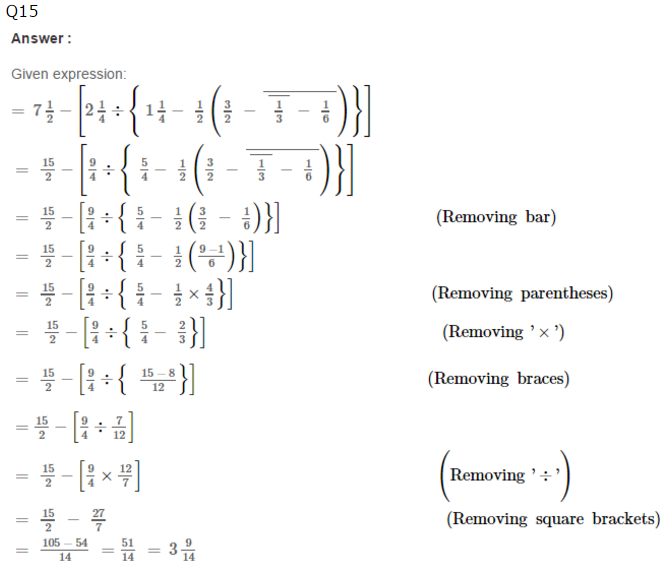 Q15
Answer :
Given expression:
= 7 1/2 − [2 1/4 ÷ {1 1/4 − 1/2 (3/2 − \overline{1/3 − 1/6})}]
= 15/2 − [9/4 ÷ {5/4 − 1/2 (3/2 − \overline{1/3 − 1/6})}]
= 15/2 − [9/4 ÷ {5/4 − 1/2 (3/2 − 1/6)}] (Removing bar)
= 15/2 − [9/4 ÷ {5/4 − 1/2 ((9−1)/6)}]
= 15/2 − [9/4 ÷ {5/4 − 1/2 × 4/3}] (Removing parentheses)
= 15/2 − [9/4 ÷ {5/4 − 2/3}] (Removing ’ × ’)
= 15/2 − [9/4 ÷ {(15 − 8)/12}] (Removing braces)
= 15/2 − [9/4 ÷ 7/12]
= 15/2 − [9/4 × 12/7] (Removing ’ ÷ ’)
= 15/2 − 27/7 (Removing square brackets)
= (105 − 54)/14 = 51/14 = 3 9/14